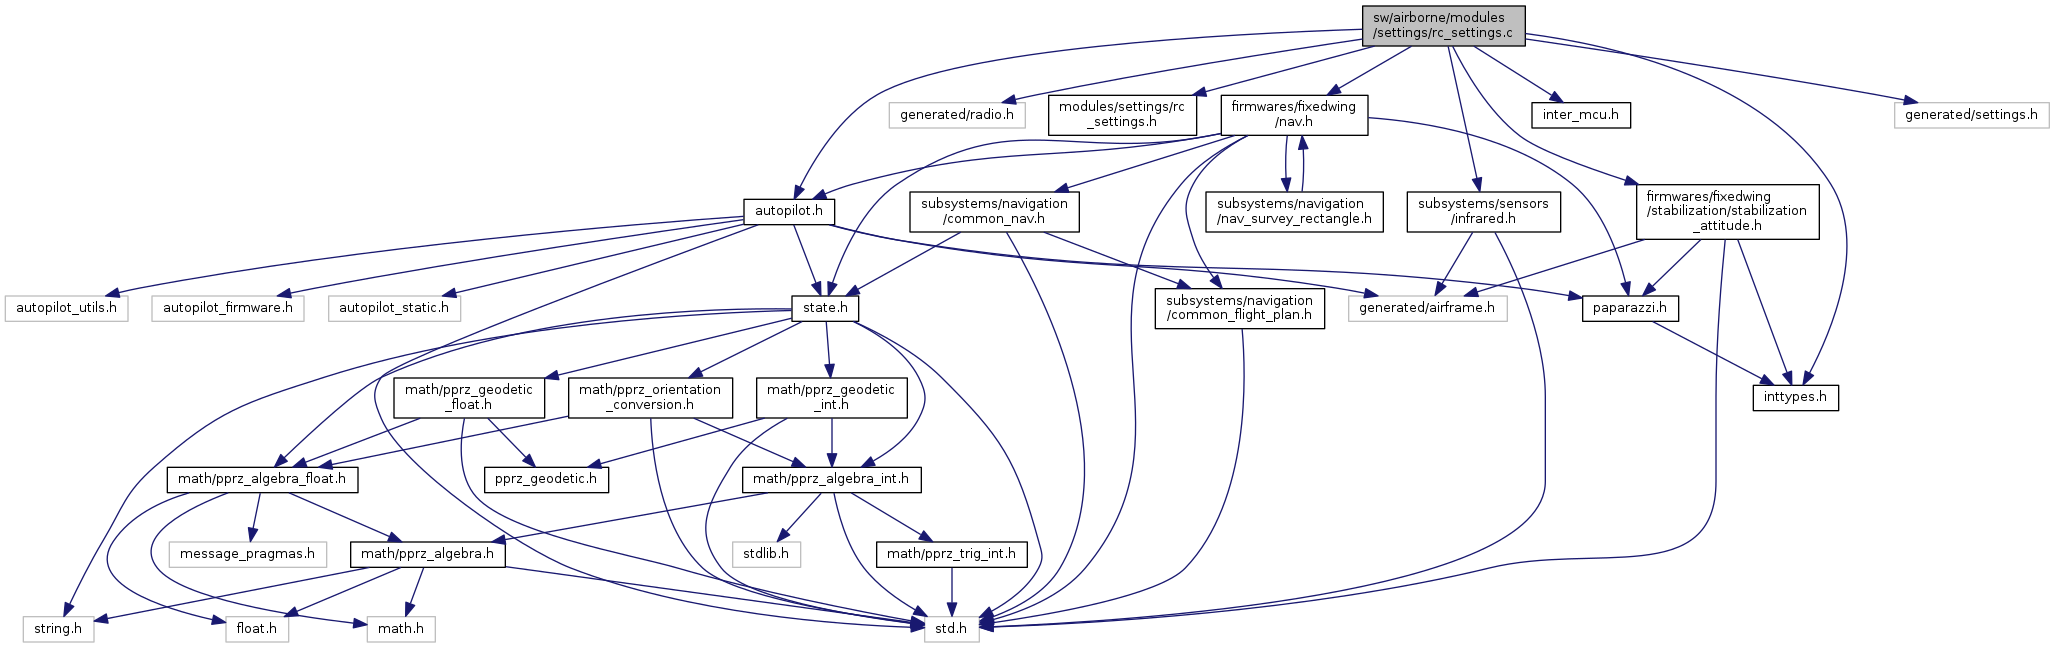 sw/airborne/modules
/settings/rc_settings.c
generated/radio.h
modules/settings/rc
_settings.h
firmwares/fixedwing
/nav.h
inter_mcu.h
generated/settings.h
autopilot.h
subsystems/navigation
/common_nav.h
subsystems/navigation
/nav_survey_rectangle.h
subsystems/sensors
/infrared.h
firmwares/fixedwing
/stabilization/stabilization
_attitude.h
autopilot_utils.h
autopilot_firmware.h
autopilot_static.h
state.h
subsystems/navigation
/common_flight_plan.h
generated/airframe.h
paparazzi.h
math/pprz_geodetic
_float.h
math/pprz_orientation
_conversion.h
math/pprz_geodetic
_int.h
inttypes.h
math/pprz_algebra_float.h
pprz_geodetic.h
math/pprz_algebra_int.h
message_pragmas.h
math/pprz_algebra.h
stdlib.h
math/pprz_trig_int.h
string.h
float.h
math.h
std.h